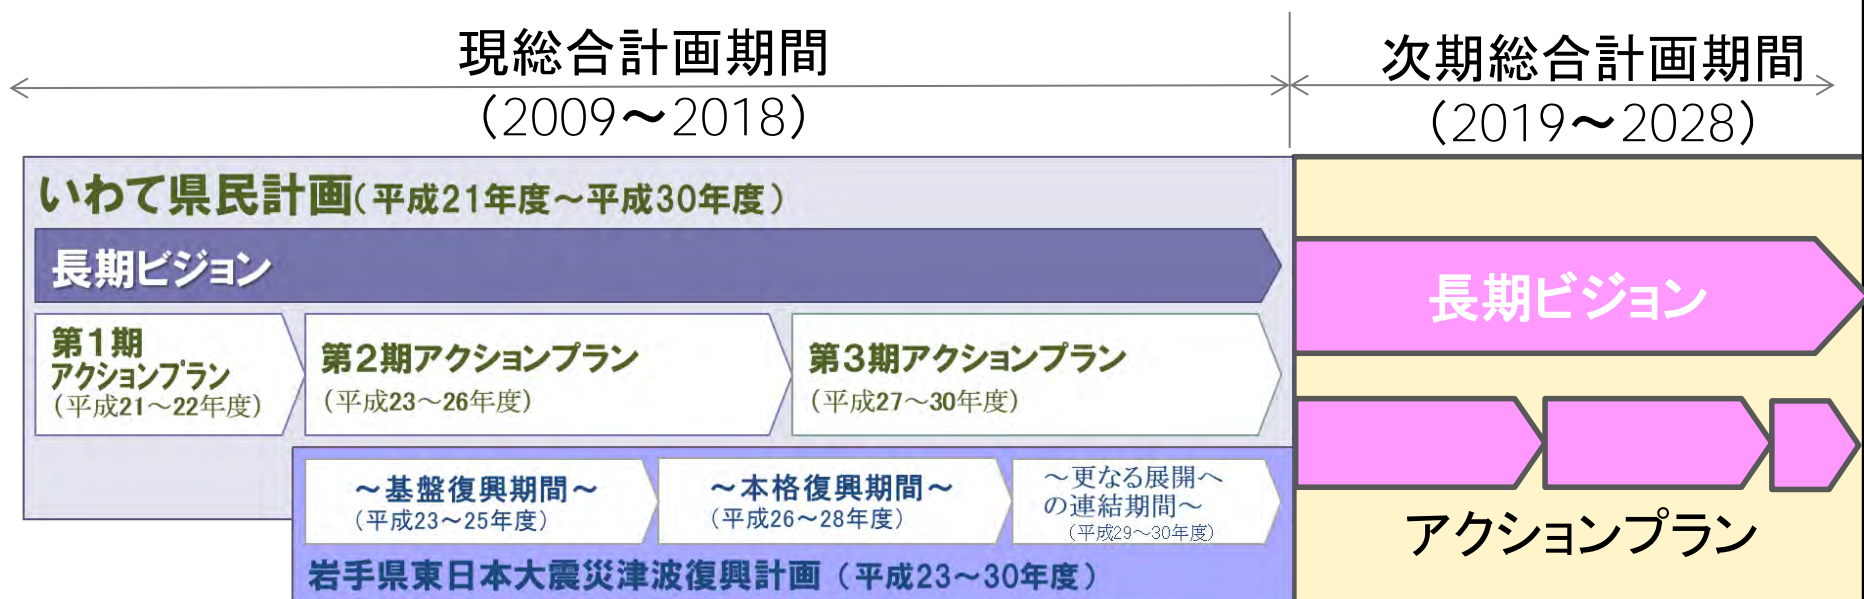 現総合計画期間
（2009～2018）
次期総合計画期間
（2019～2028）
いわて県民計画（平成21年度～平成30年度）
長期ビジョン
第１期
アクションプラン
（平成21～22年度）
第２期アクションプラン
（平成23～26年度）
第３期アクションプラン
（平成27～30年度）
～基盤復興期間～
（平成23～25年度）
～本格復興期間～
（平成26～28年度）
～更なる展開へ
の連結期間～
（平成29～30年度）
岩手県東日本大震災津波復興計画（平成23～30年度）
長期ビジョン
アクションプラン